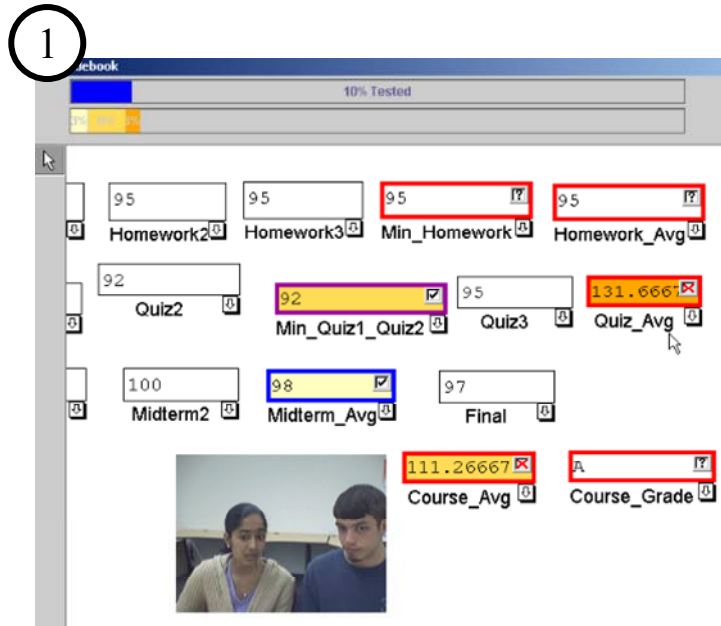 1
debook
10% Tested
95 95 95 ? 95 ?
Homework2 Homework3 Min_Homework Homework_Avg
92 92 95 131.6667
Quiz2 Min_Quiz1_Quiz2 Quiz3 Quiz_Avg
100 98 97
Midterm2 Midterm_Avg Final
111.26667 A ?
Course_Avg Course_Grade